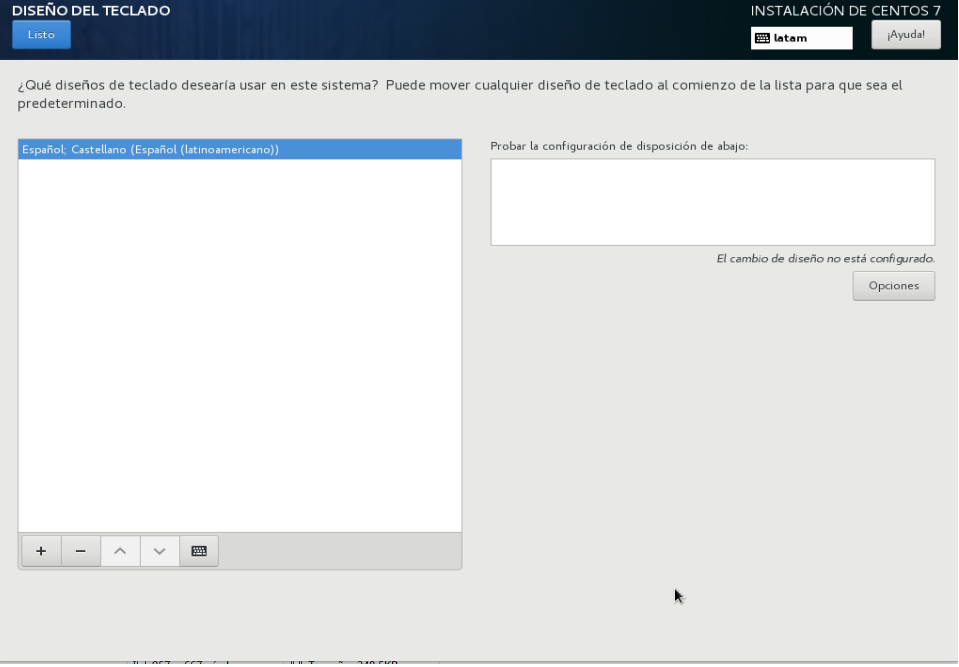 DISEÑO DEL TECLADO
INSTALACIÓN DE CENTOS 7
Listo
latam
¡Ayuda!
¿Qué diseños de teclado desearía usar en este sistema?  Puede mover cualquier diseño de teclado al comienzo de la lista para que sea el
predeterminado.
Español; Castellano (Español (latinoamericano))
Probar la configuración de disposición de abajo:
El cambio de diseño no está configurado.
Opciones